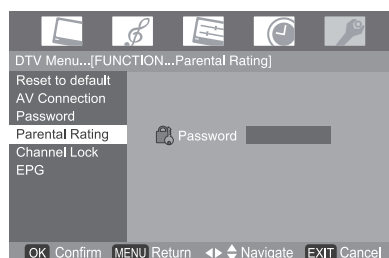 DTV Menu...[FUNCTION...Parental Rating]
Reset to default
AV Connection
Password
Parental Rating
Password
Channel Lock
EPG
OK Confirm MENU Return Navigate EXIT Cancel